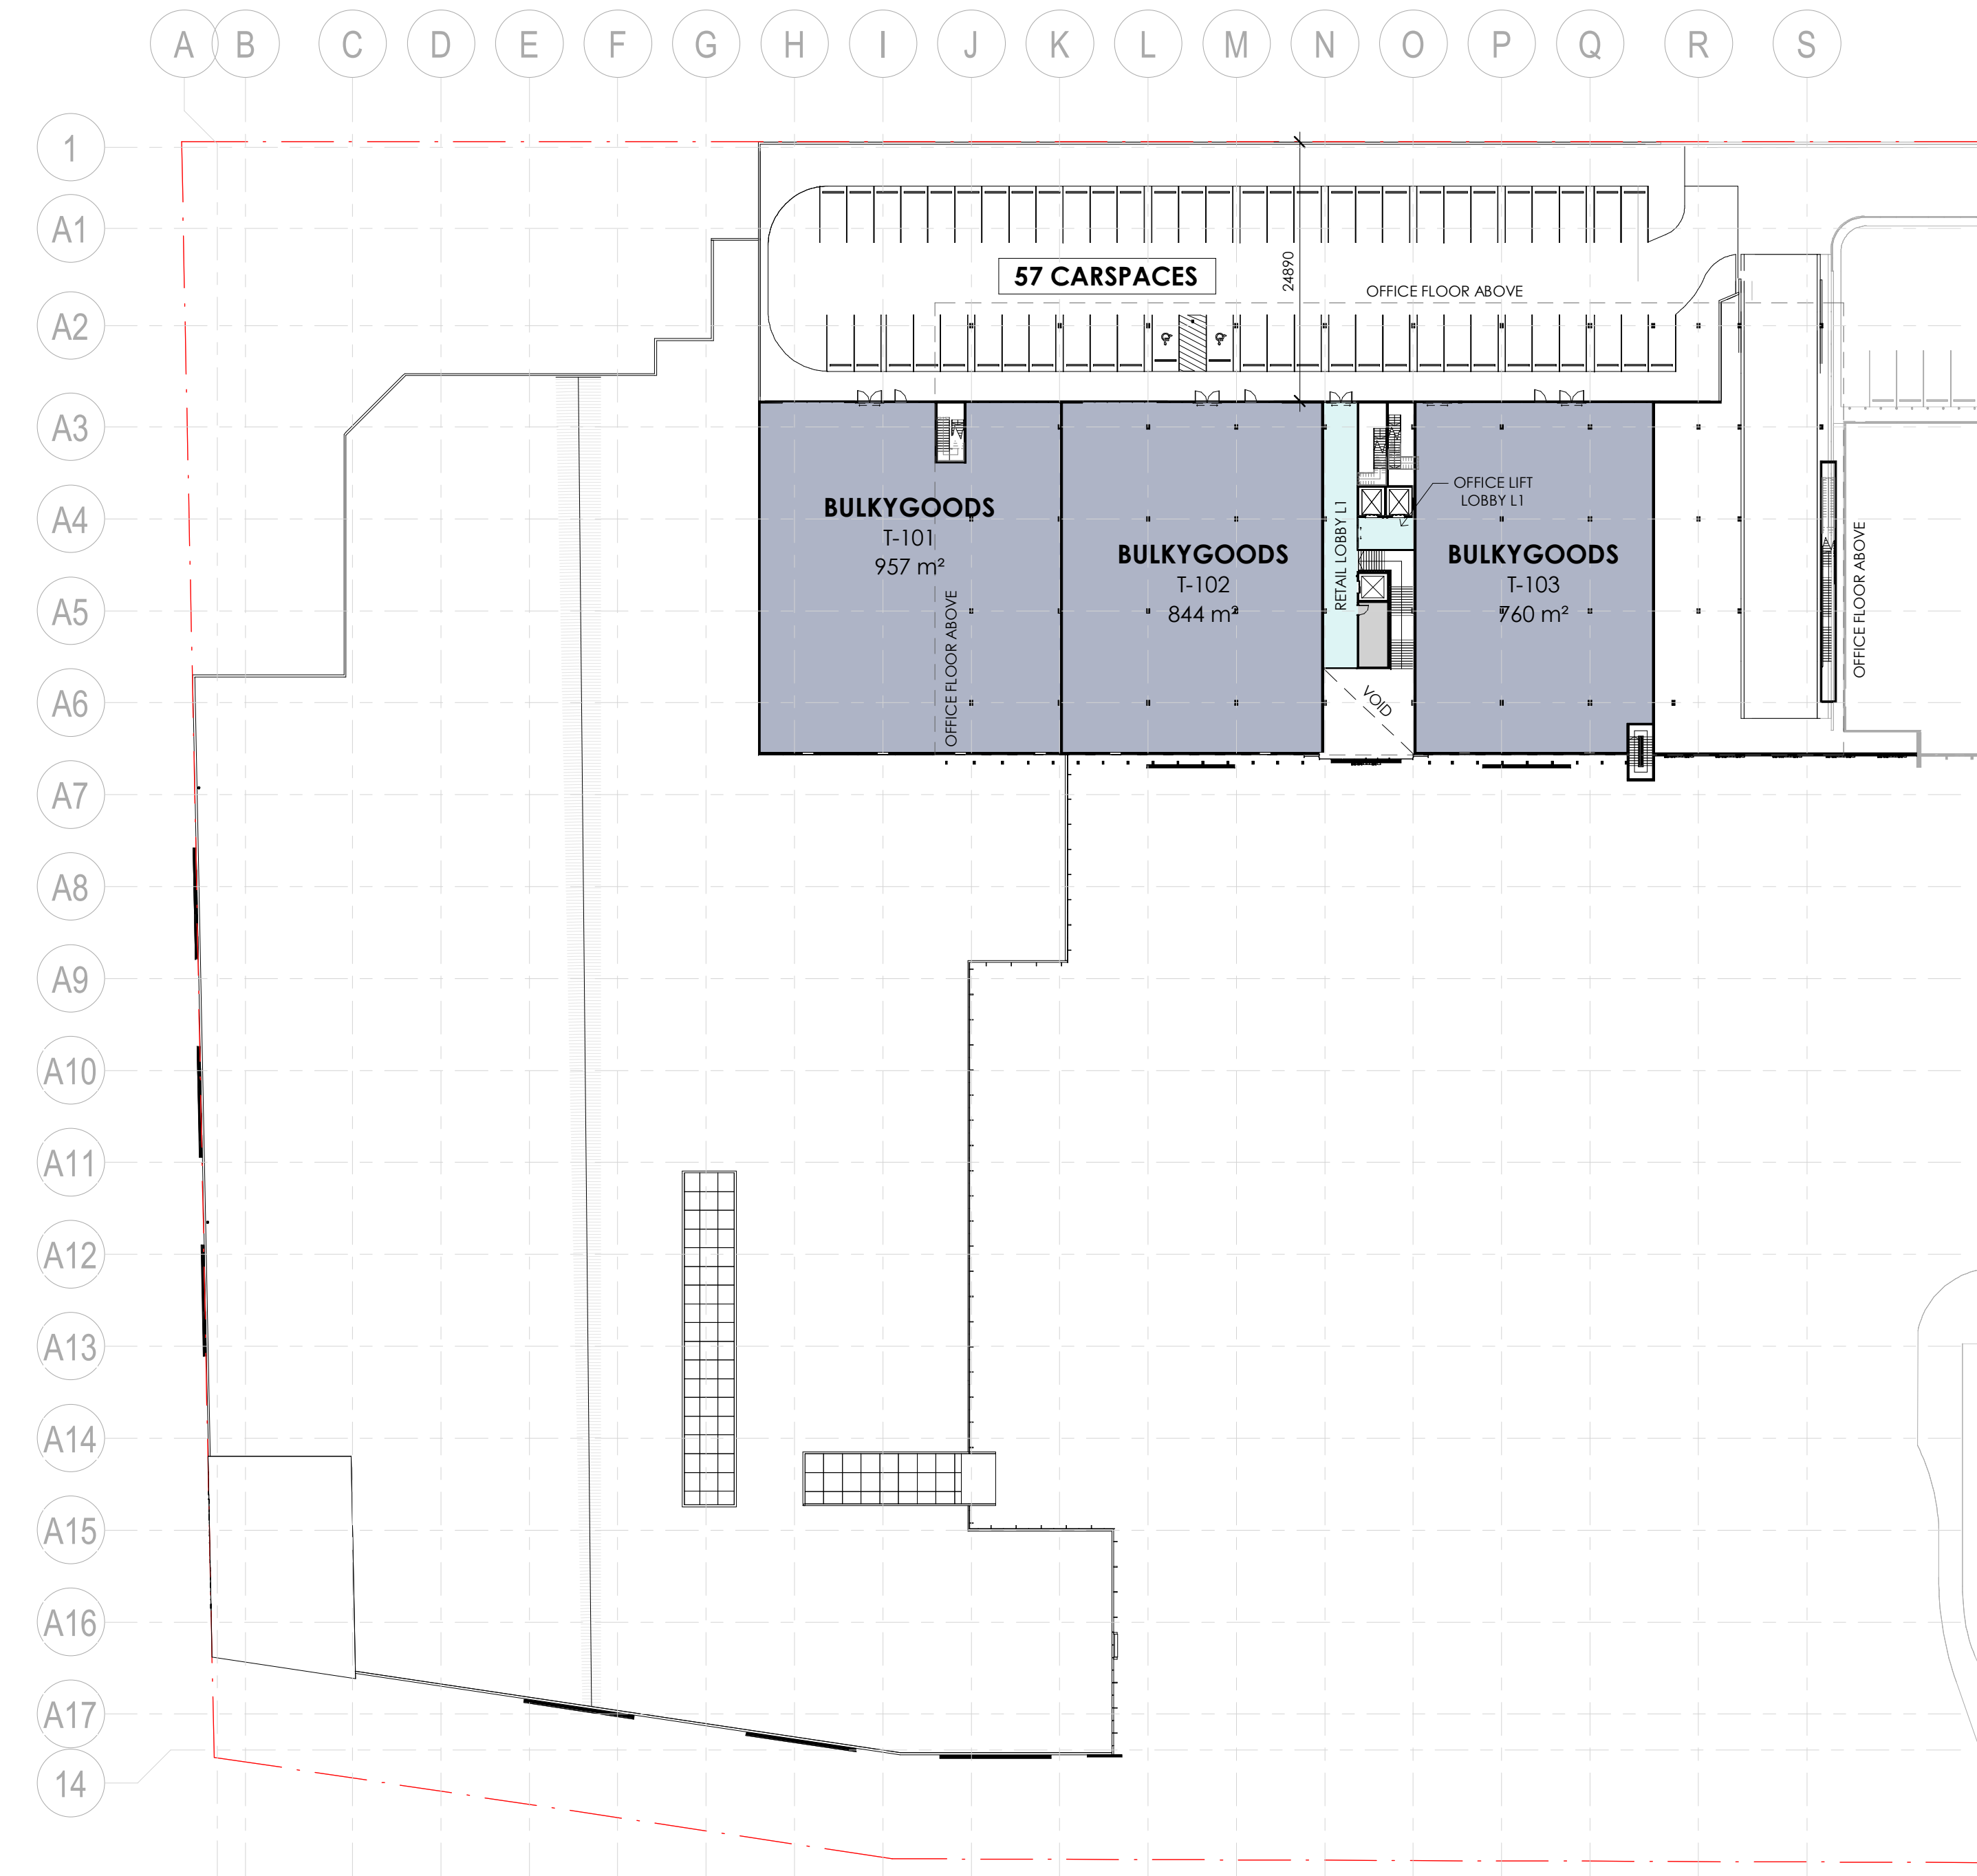 A B C D E F G H I J K L M N O P Q R S
1
A1
57 CARSPACES
24890
OFFICE FLOOR ABOVE
A2
A3
BULKYGOODS
T-101
957 m²
BULKYGOODS
T-102
844 m²
RETAIL LOBBY L1
OFFICE LIFT
LOBBY L1
BULKYGOODS
T-103
760 m²
OFFICE FLOOR ABOVE
OFFICE FLOOR ABOVE
VOID
A4
A5
A6
A7
A8
A9
A10
A11
A12
A13
A14
A15
A16
A17
14